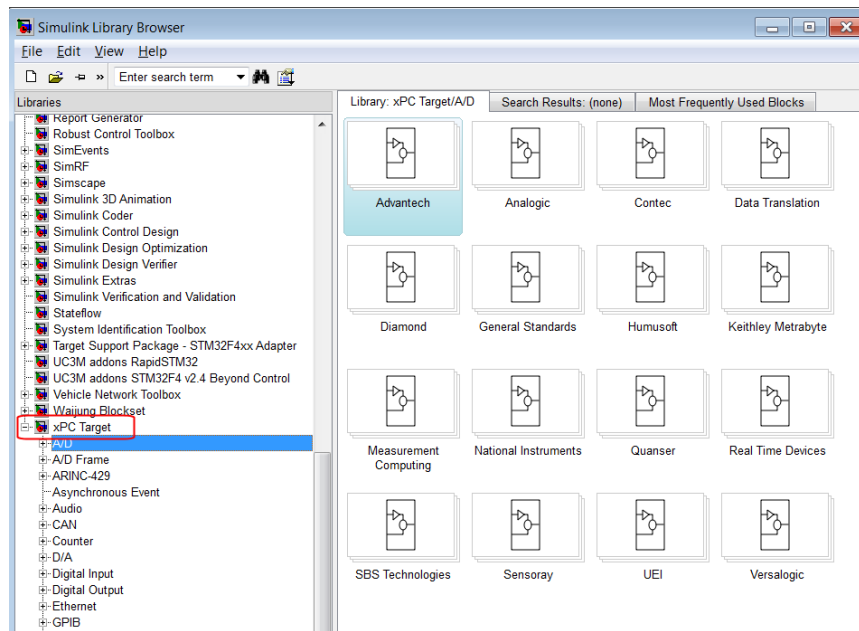 Simulink Library Browser
File Edit View Help
» Enter search term
Libraries
Report Generator
Robust Control Toolbox
SimEvents
SimRF
Simscape
Simulink 3D Animation
Simulink Coder
Simulink Control Design
Simulink Design Optimization
Simulink Design Verifier
Simulink Extras
Simulink Verification and Validation
Stateflow
System Identification Toolbox
Target Support Package - STM32F4xx Adapter
UC3M addons RapidSTM32
UC3M addons STM32F4 v2.4 Beyond Control
Vehicle Network Toolbox
Waijung Blockset
xPC Target
A/D
A/D Frame
ARINC-429
Asynchronous Event
Audio
CAN
Counter
D/A
Digital Input
Digital Output
Ethernet
GPIB
Library: xPC Target/A/D Search Results: (none) Most Frequently Used Blocks
Advantech Analogic Contec Data Translation
Diamond General Standards Humusoft Keithley Metrabyte
Measurement Computing National Instruments Quanser Real Time Devices
SBS Technologies Sensoray UEI Versalogic